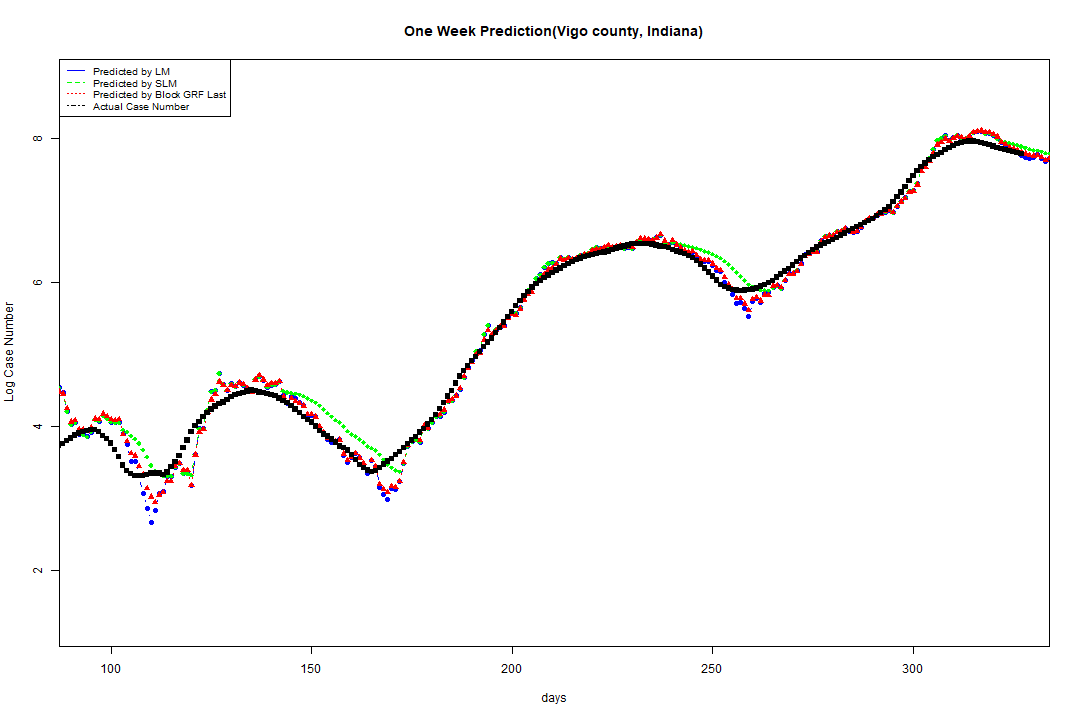 One Week Prediction(Vigo county, Indiana)
Predicted by LM
Predicted by SLM
Predicted by Block GRF Last
Actual Case Number
8
6
4
2
Log Case Number
100 150 200 250 300
days